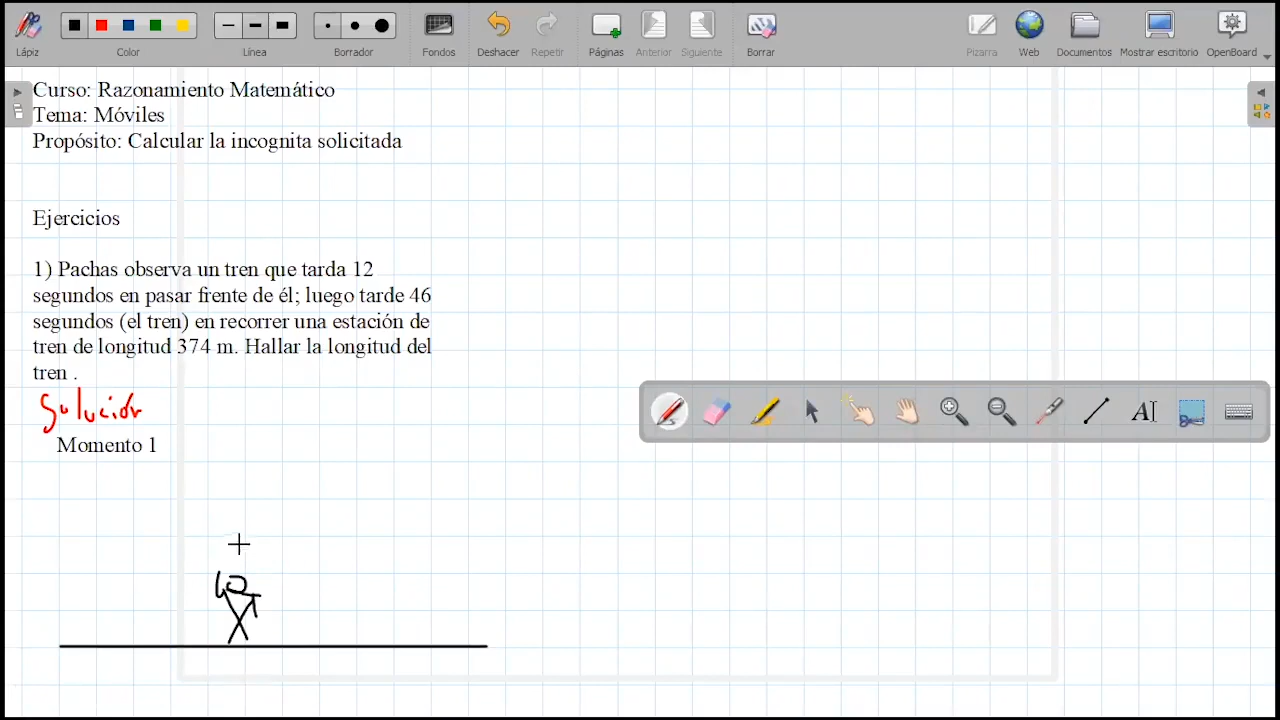 Lápiz
Color
Línea
Borrador
Fondos
Deshacer
Repetir
Páginas
Anterior
Siguiente
Borrar
Pizarra
Web
Documentos
Mostrar escritorio
OpenBoard
Curso: Razonamiento Matemático
Tema: Móviles
Propósito: Calcular la incognita solicitada
Ejercicios
1) Pachas observa un tren que tarda 12
segundos en pasar frente de él; luego tarde 46
segundos (el tren) en recorrer una estación de
tren de longitud 374 m. Hallar la longitud del
tren .
Solución
Momento 1